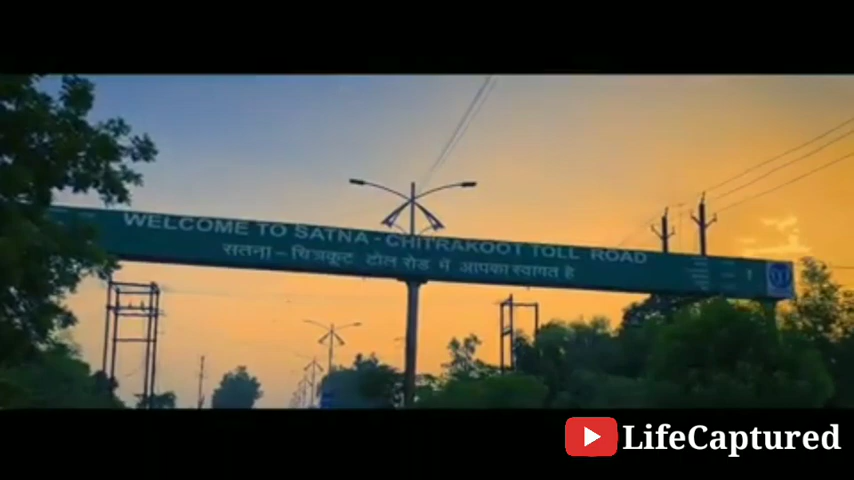 WELCOME TO SATNA - CHITRAKOOT TOLL ROAD
सतना - चित्रकूट टोल रोड में आपका स्वागत है
LifeCaptured